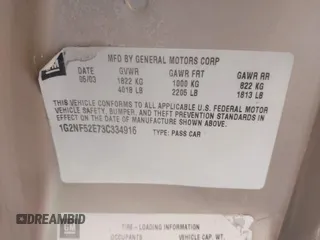 MFD BY GENERAL MOTORS CORP
DATE GVWR GAWR FRT GAWR RR
05/03 1822 KG 1000 KG 822 KG
4018 LB 2205 LB 1813 LB
THIS VEHICLE CONFORMS TO ALL APPLICABLE U.S. FEDERAL MOTOR
VEHICLE SAFETY, BUMPER, AND THEFT PREVENTION STANDARDS
IN EFFECT ON THE DATE OF MANUFACTURE SHOWN ABOVE.
1G2NF52E73C334915 TYPE: PASS CAR
GM
TIRE - LOADING INFORMATION
OCCUPANTS VEHICLE CAP. WT.
DREAMBID